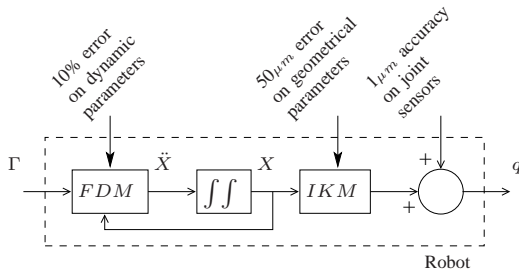 10% error
on dynamic
parameters
50μm error
on geometrical
parameters
1μm accuracy
on joint
sensors
Γ
FDM
Ẍ
∫∫
X
IKM
+
+
q
Robot